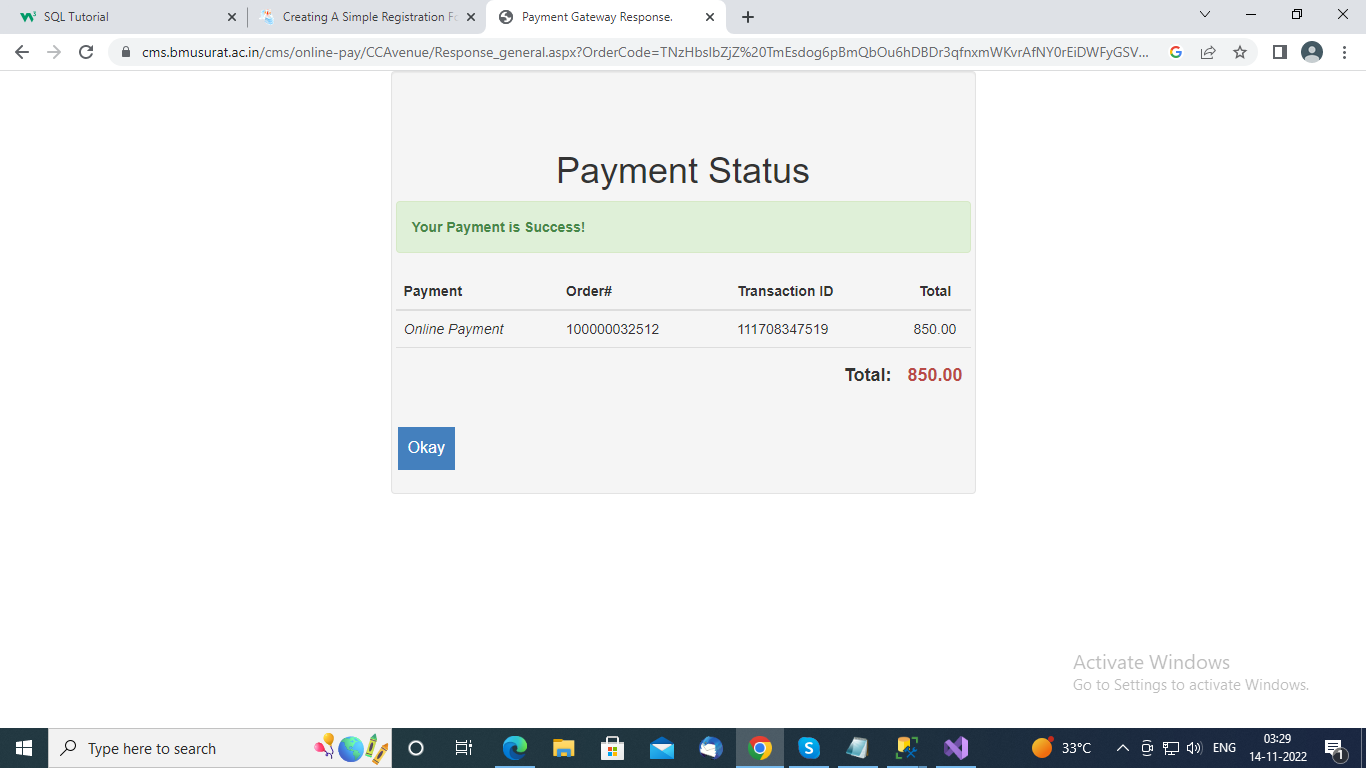 SQL Tutorial
Creating A Simple Registration Fo
Payment Gateway Response.
cms.bmusurat.ac.in/cms/online-pay/CCAvenue/Response_general.aspx?OrderCode=TNzHbslbZjZ%20TmEsdog6pBmQbOu6hDBDr3qfnxmWKvrAfNY0rEiDWFyGSV...
Payment Status
Your Payment is Success!
Payment Order# Transaction ID Total
Online Payment 100000032512 111708347519 850.00
Total: 850.00
Okay
Activate Windows
Go to Settings to activate Windows.
Type here to search
33°C
ENG
03:29
14-11-2022
1